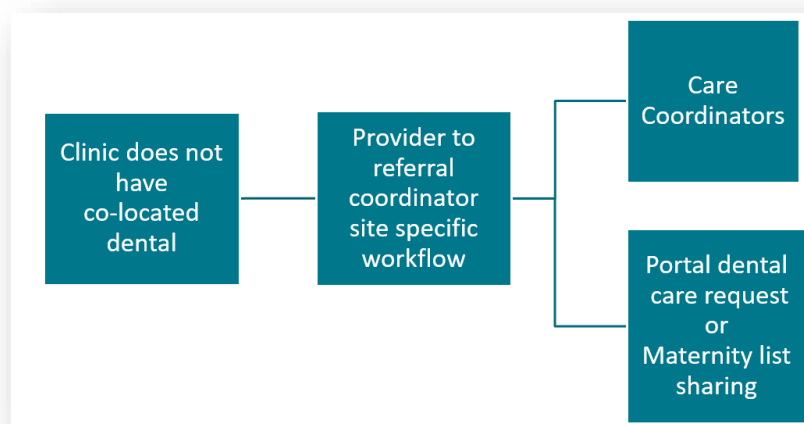 Clinic does not
have
co-located
dental
Provider to
referral
coordinator
site specific
workflow
Care
Coordinators
Portal dental
care request
or
Maternity list
sharing